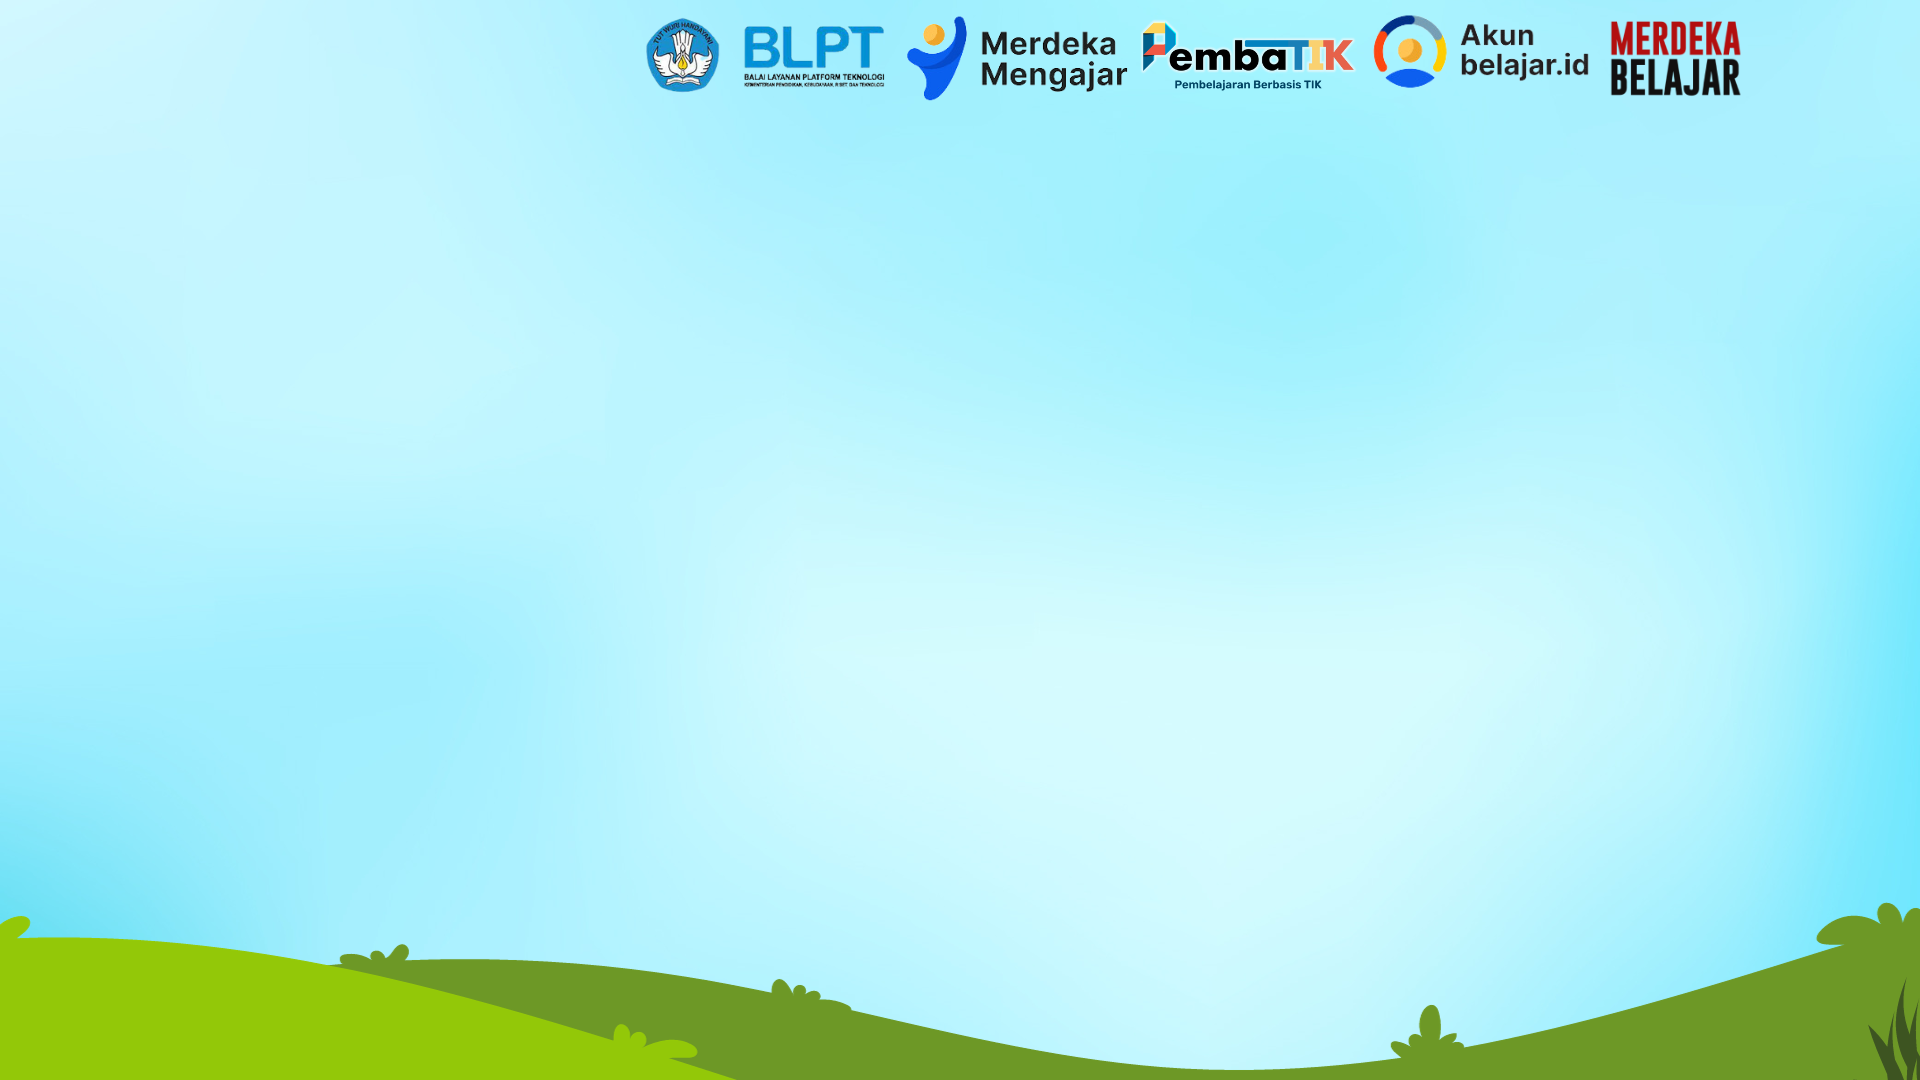 TUT WURI HANDAYANI
BLPT
BALAI LAYANAN PLATFORM TEKNOLOGI
KEMENTERIAN PENDIDIKAN, KEBUDAYAAN, RISET DAN TEKNOLOGI
Merdeka
Mengajar
PembaTIK
Pembelajaran Berbasis TIK
Akun
belajar.id
MERDEKA
BELAJAR